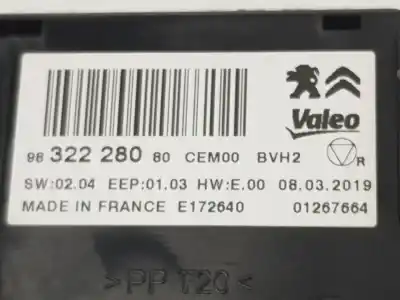 Valeo
98 322 280 80 CEM00 BVH2 R
SW:02.04 EEP:01.03 HW:E.00 08.03.2019
MADE IN FRANCE E172640 01267664
>PP T20<